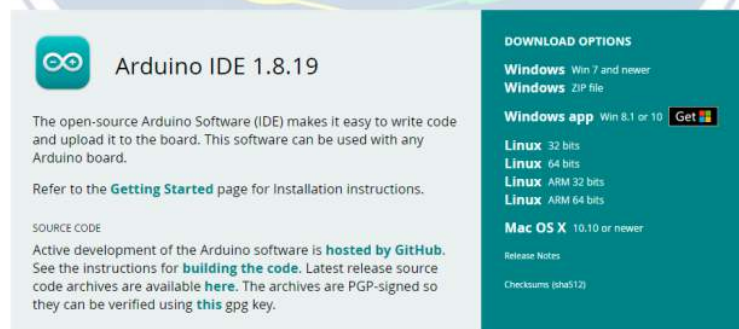 Arduino IDE 1.8.19
The open-source Arduino Software (IDE) makes it easy to write code
and upload it to the board. This software can be used with any
Arduino board.
Refer to the Getting Started page for Installation instructions.
SOURCE CODE
Active development of the Arduino software is hosted by GitHub.
See the instructions for building the code. Latest release source
code archives are available here. The archives are PGP-signed so
they can be verified using this gpg key.
DOWNLOAD OPTIONS
Windows Win 7 and newer
Windows ZIP file
Windows app Win 8.1 or 10 Get
Linux 32 bits
Linux 64 bits
Linux ARM 32 bits
Linux ARM 64 bits
Mac OS X 10.10 or newer
Release Notes
Checksums (sha512)